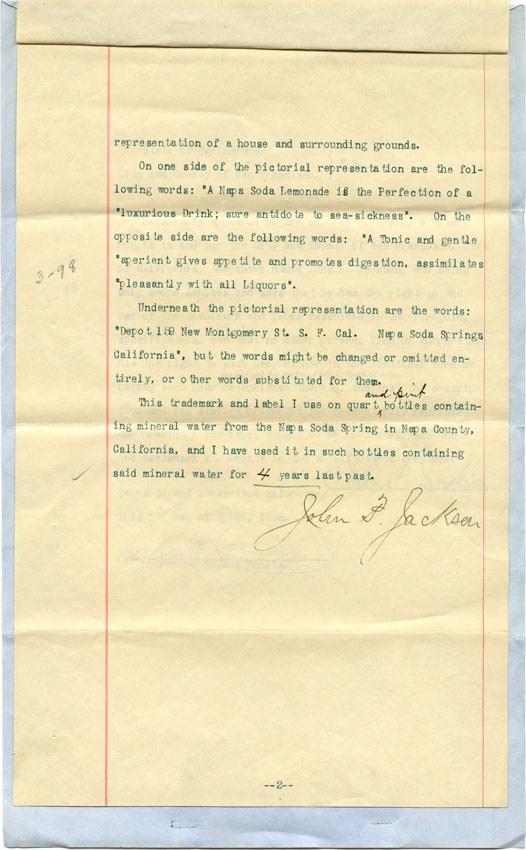 representation of a house and surrounding grounds.
On one side of the pictorial representation are the fol-
lowing words: "A Napa Soda Lemonade is the Perfection of a
"luxurious Drink; sure antidote to sea-sickness". On the
opposite side are the following words: "A Tonic and gentle
"aperient gives appetite and promotes digestion, assimilates
3-98
"pleasantly with all Liquors".
Underneath the pictorial representation are the words:
"Depot 159 New Montgomery St. S. F. Cal. Napa Soda Springs
California", but the words might be changed or omitted en-
tirely, or other words substituted for them.
and pint
This trademark and label I use on quart ‸ bottles contain-
ing mineral water from the Napa Soda Spring in Napa County,
California, and I have used it in such bottles containing
said mineral water for 4 years last past.
John F. Jackson
--2--